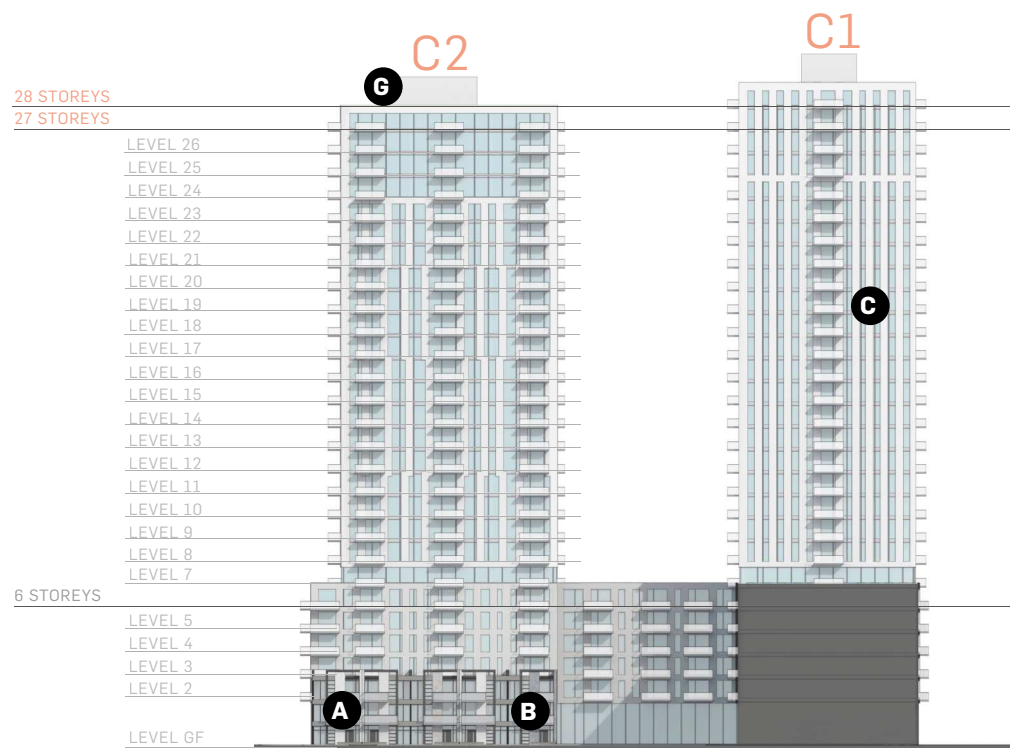 C1
C2
G
28 STOREYS
27 STOREYS
LEVEL 26
LEVEL 25
LEVEL 24
LEVEL 23
LEVEL 22
LEVEL 21
LEVEL 20
LEVEL 19
C
LEVEL 18
LEVEL 17
LEVEL 16
LEVEL 15
LEVEL 14
LEVEL 13
LEVEL 12
LEVEL 11
LEVEL 10
LEVEL 9
LEVEL 8
LEVEL 7
6 STOREYS
LEVEL 5
LEVEL 4
LEVEL 3
LEVEL 2
A
B
LEVEL GF